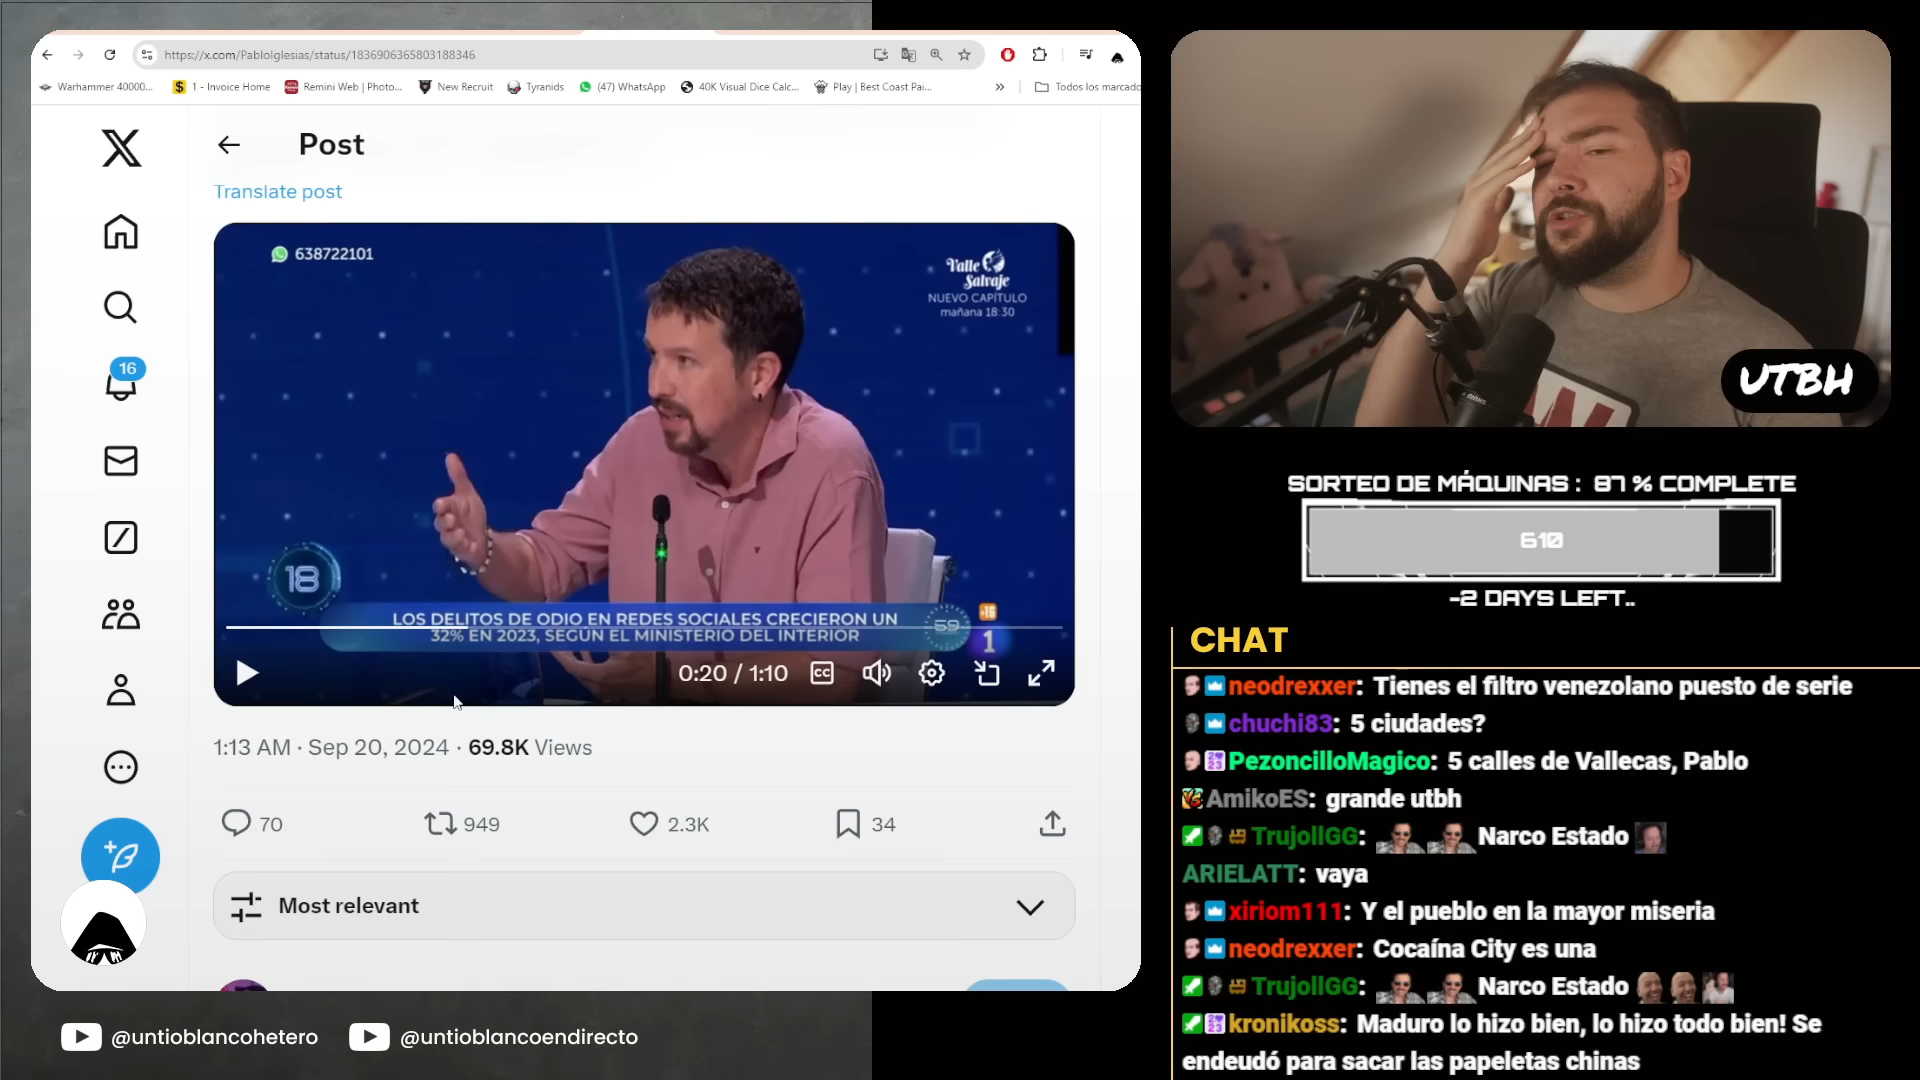 https://x.com/PabloIglesias/status/1836906365803188346
Warhammer 40000...
1 - Invoice Home
Remini Web | Photo...
New Recruit
Tyranids
(47) WhatsApp
40K Visual Dice Calc...
Play | Best Coast Pai...
»
Todos los marcado
Post
Translate post
16
638722101
Valle Salvaje
NUEVO CAPÍTULO
mañana 18:30
18
LOS DELITOS DE ODIO EN REDES SOCIALES CRECIERON UN
32% EN 2023, SEGÚN EL MINISTERIO DEL INTERIOR
59
+16
1
0:20 / 1:10
CC
1:13 AM · Sep 20, 2024 · 69.8K Views
70
949
2.3K
34
Most relevant
@untioblancohetero
@untioblancoendirecto
UTBH
SORTEO DE MÁQUINAS : 87 % COMPLETE
610
-2 DAYS LEFT..
CHAT
neodrexxer: Tienes el filtro venezolano puesto de serie
chuchi83: 5 ciudades?
PezoncilloMagico: 5 calles de Vallecas, Pablo
AmikoES: grande utbh
TrujollGG: Narco Estado
ARIELATT: vaya
xiriom111: Y el pueblo en la mayor miseria
neodrexxer: Cocaína City es una
TrujollGG: Narco Estado
kronikoss: Maduro lo hizo bien, lo hizo todo bien! Se
endeudó para sacar las papeletas chinas